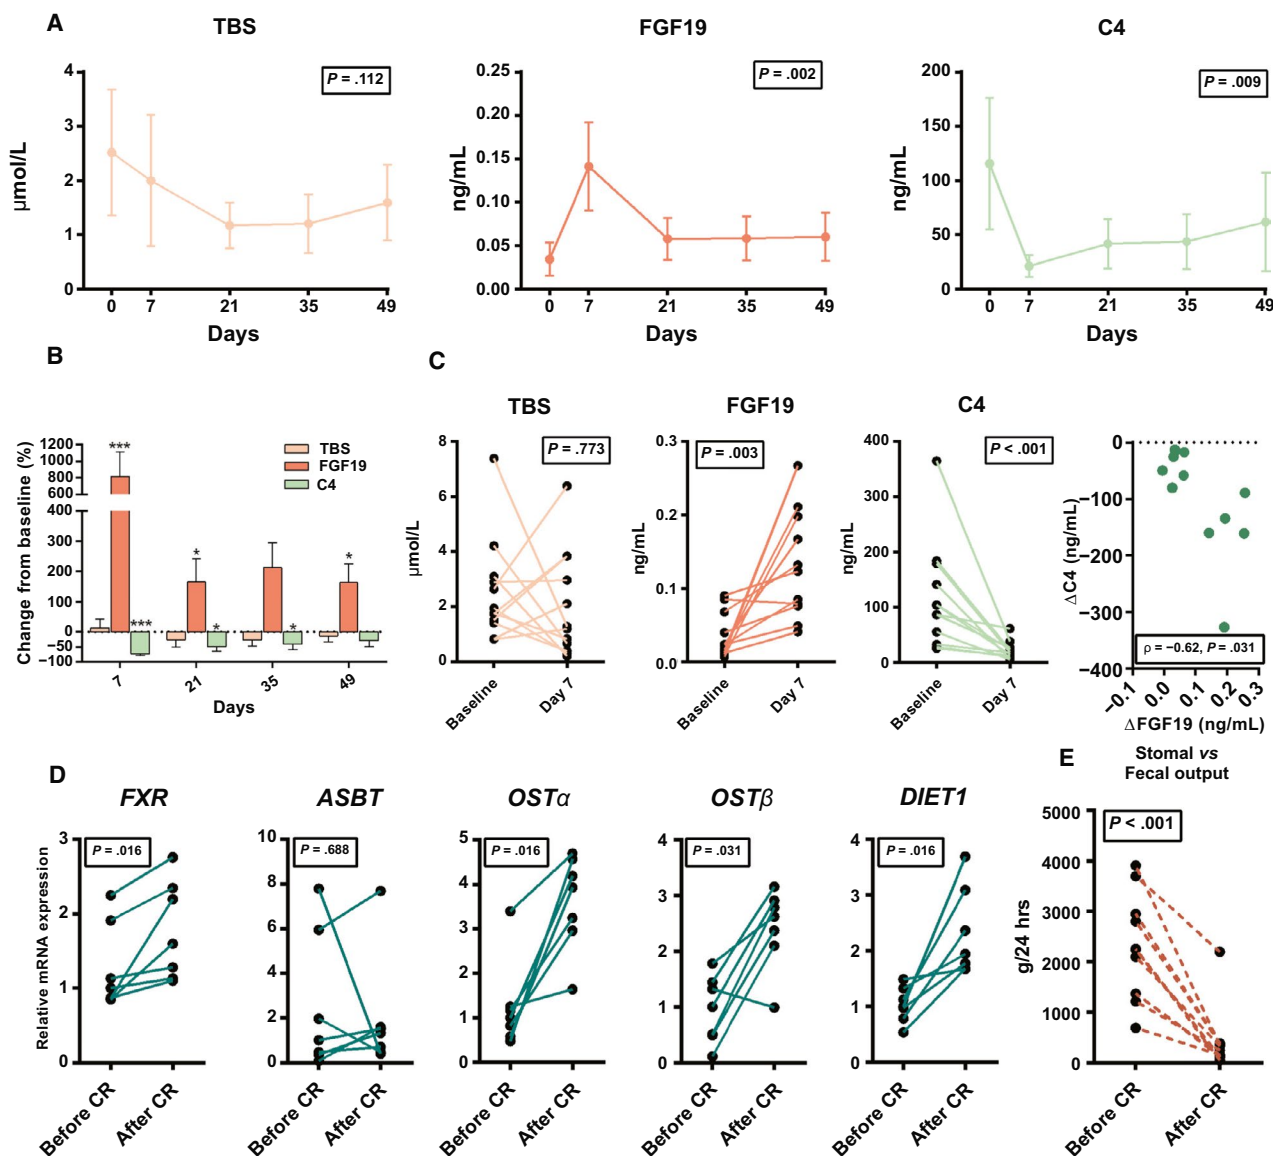 A
TBS
FGF19
C4
4
3
2
1
0
µmol/L
P = .112
0 7 21 35 49
Days
0.25
0.20
0.15
0.10
0.05
0.00
ng/mL
P = .002
0 7 21 35 49
Days
200
150
100
50
0
ng/mL
P = .009
0 7 21 35 49
Days
B
Change from baseline (%)
1200
1000
800
600
400
300
200
100
0
−50
−100
***
***
*
*
*
*
TBS
FGF19
C4
7 21 35 49
Days
C
TBS
FGF19
C4
8
6
4
2
0
µmol/L
P = .773
Baseline Day 7
0.3
0.2
0.1
0.0
ng/mL
P = .003
Baseline Day 7
400
300
200
100
0
ng/mL
P < .001
Baseline Day 7
0
−100
−200
−300
−400
ΔC4 (ng/mL)
ρ = −0.62, P = .031
−0.1 0.0 0.1 0.2 0.3
ΔFGF19 (ng/mL)
D
FXR
ASBT
OSTα
OSTβ
DIET1
Relative mRNA expression
3
2
1
0
P = .016
Before CR After CR
10
8
6
4
2
0
P = .688
Before CR After CR
5
4
3
2
1
0
P = .016
Before CR After CR
4
3
2
1
0
P = .031
Before CR After CR
4
3
2
1
0
P = .016
Before CR After CR
E
Stomal vs
Fecal output
5000
4000
3000
2000
1000
0
g/24 hrs
P < .001
Before CR After CR